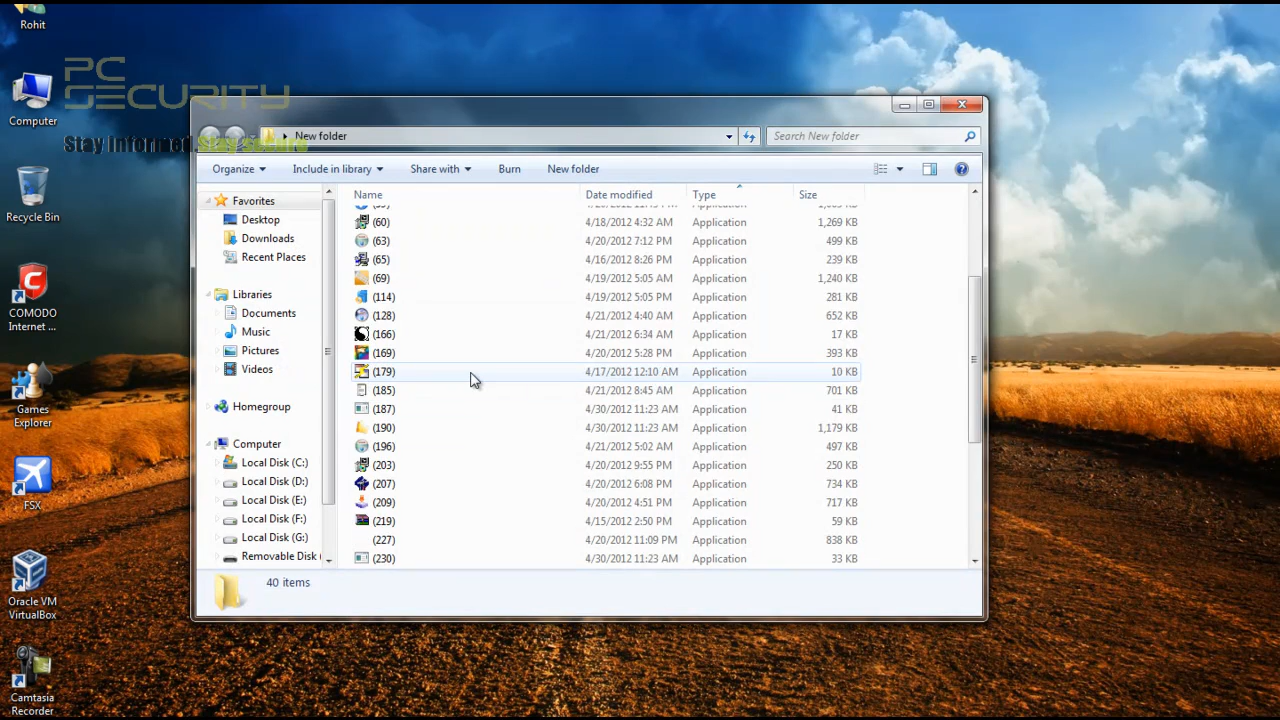 Rohit
PC
SECURITY
Stay Informed.Stay Secure
Computer
Recycle Bin
COMODO
Internet ...
Games
Explorer
FSX
Oracle VM
VirtualBox
Camtasia
Recorder
New folder
Search New folder
Organize Include in library Share with Burn New folder
Favorites
Desktop
Downloads
Recent Places
Libraries
Documents
Music
Pictures
Videos
Homegroup
Computer
Local Disk (C:)
Local Disk (D:)
Local Disk (E:)
Local Disk (F:)
Local Disk (G:)
Removable Disk (
Name Date modified Type Size
(60) 4/18/2012 4:32 AM Application 1,269 KB
(63) 4/20/2012 7:12 PM Application 499 KB
(65) 4/16/2012 8:26 PM Application 239 KB
(69) 4/19/2012 5:05 AM Application 1,240 KB
(114) 4/19/2012 5:05 PM Application 281 KB
(128) 4/21/2012 4:40 AM Application 652 KB
(166) 4/21/2012 6:34 AM Application 17 KB
(169) 4/20/2012 5:28 PM Application 393 KB
(179) 4/17/2012 12:10 AM Application 10 KB
(185) 4/21/2012 8:45 AM Application 701 KB
(187) 4/30/2012 11:23 AM Application 41 KB
(190) 4/30/2012 11:23 AM Application 1,179 KB
(196) 4/21/2012 5:02 AM Application 497 KB
(203) 4/20/2012 9:55 PM Application 250 KB
(207) 4/20/2012 6:08 PM Application 734 KB
(209) 4/20/2012 4:51 PM Application 717 KB
(219) 4/15/2012 2:50 PM Application 59 KB
(227) 4/20/2012 11:09 PM Application 838 KB
(230) 4/30/2012 11:23 AM Application 33 KB
40 items